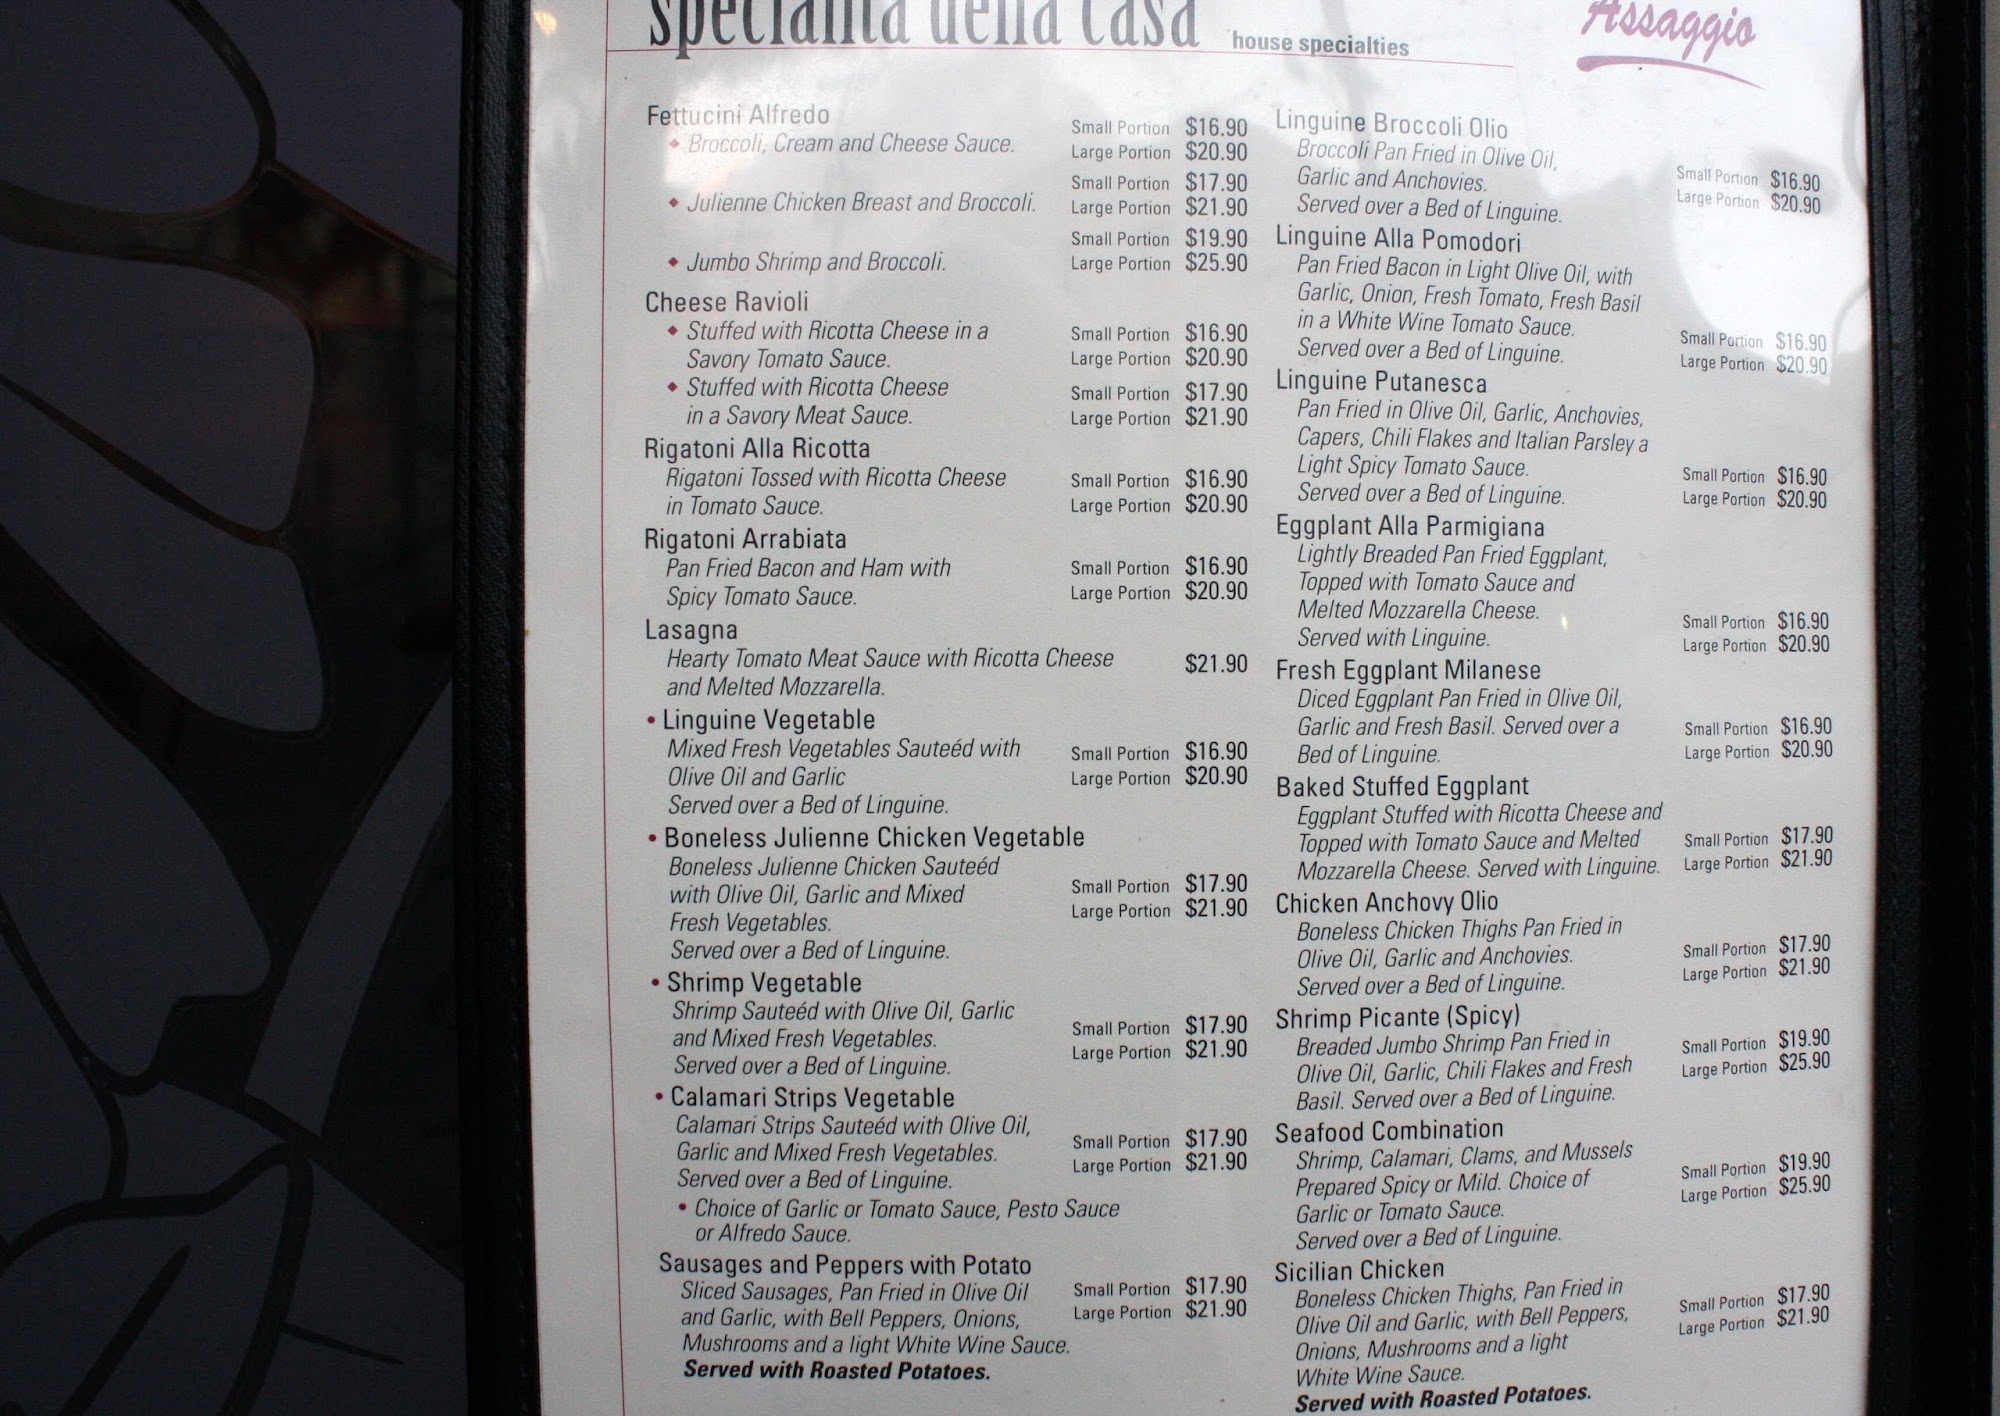 specialita della casa house specialties
Assaggio
Fettucini Alfredo
• Broccoli, Cream and Cheese Sauce.
Small Portion $16.90
Large Portion $20.90
• Julienne Chicken Breast and Broccoli.
Small Portion $17.90
Large Portion $21.90
• Jumbo Shrimp and Broccoli.
Small Portion $19.90
Large Portion $25.90
Cheese Ravioli
• Stuffed with Ricotta Cheese in a
Savory Tomato Sauce.
Small Portion $16.90
Large Portion $20.90
• Stuffed with Ricotta Cheese
in a Savory Meat Sauce.
Small Portion $17.90
Large Portion $21.90
Rigatoni Alla Ricotta
Rigatoni Tossed with Ricotta Cheese
in Tomato Sauce.
Small Portion $16.90
Large Portion $20.90
Rigatoni Arrabiata
Pan Fried Bacon and Ham with
Spicy Tomato Sauce.
Small Portion $16.90
Large Portion $20.90
Lasagna
Hearty Tomato Meat Sauce with Ricotta Cheese
and Melted Mozzarella.
$21.90
• Linguine Vegetable
Mixed Fresh Vegetables Sauteéd with
Olive Oil and Garlic
Served over a Bed of Linguine.
Small Portion $16.90
Large Portion $20.90
• Boneless Julienne Chicken Vegetable
Boneless Julienne Chicken Sauteéd
with Olive Oil, Garlic and Mixed
Fresh Vegetables.
Served over a Bed of Linguine.
Small Portion $17.90
Large Portion $21.90
• Shrimp Vegetable
Shrimp Sauteéd with Olive Oil, Garlic
and Mixed Fresh Vegetables.
Served over a Bed of Linguine.
Small Portion $17.90
Large Portion $21.90
• Calamari Strips Vegetable
Calamari Strips Sauteéd with Olive Oil,
Garlic and Mixed Fresh Vegetables.
Served over a Bed of Linguine.
Small Portion $17.90
Large Portion $21.90
• Choice of Garlic or Tomato Sauce, Pesto Sauce
or Alfredo Sauce.
Sausages and Peppers with Potato
Sliced Sausages, Pan Fried in Olive Oil
and Garlic, with Bell Peppers, Onions,
Mushrooms and a light White Wine Sauce.
Served with Roasted Potatoes.
Small Portion $17.90
Large Portion $21.90
Linguine Broccoli Olio
Broccoli Pan Fried in Olive Oil,
Garlic and Anchovies.
Served over a Bed of Linguine.
Small Portion $16.90
Large Portion $20.90
Linguine Alla Pomodori
Pan Fried Bacon in Light Olive Oil, with
Garlic, Onion, Fresh Tomato, Fresh Basil
in a White Wine Tomato Sauce.
Served over a Bed of Linguine.
Small Portion $16.90
Large Portion $20.90
Linguine Putanesca
Pan Fried in Olive Oil, Garlic, Anchovies,
Capers, Chili Flakes and Italian Parsley a
Light Spicy Tomato Sauce.
Served over a Bed of Linguine.
Small Portion $16.90
Large Portion $20.90
Eggplant Alla Parmigiana
Lightly Breaded Pan Fried Eggplant,
Topped with Tomato Sauce and
Melted Mozzarella Cheese.
Served with Linguine.
Small Portion $16.90
Large Portion $20.90
Fresh Eggplant Milanese
Diced Eggplant Pan Fried in Olive Oil,
Garlic and Fresh Basil. Served over a
Bed of Linguine.
Small Portion $16.90
Large Portion $20.90
Baked Stuffed Eggplant
Eggplant Stuffed with Ricotta Cheese and
Topped with Tomato Sauce and Melted
Mozzarella Cheese. Served with Linguine.
Small Portion $17.90
Large Portion $21.90
Chicken Anchovy Olio
Boneless Chicken Thighs Pan Fried in
Olive Oil, Garlic and Anchovies.
Served over a Bed of Linguine.
Small Portion $17.90
Large Portion $21.90
Shrimp Picante (Spicy)
Breaded Jumbo Shrimp Pan Fried in
Olive Oil, Garlic, Chili Flakes and Fresh
Basil. Served over a Bed of Linguine.
Small Portion $19.90
Large Portion $25.90
Seafood Combination
Shrimp, Calamari, Clams, and Mussels
Prepared Spicy or Mild. Choice of
Garlic or Tomato Sauce.
Served over a Bed of Linguine.
Small Portion $19.90
Large Portion $25.90
Sicilian Chicken
Boneless Chicken Thighs, Pan Fried in
Olive Oil and Garlic, with Bell Peppers,
Onions, Mushrooms and a light
White Wine Sauce.
Served with Roasted Potatoes.
Small Portion $17.90
Large Portion $21.90